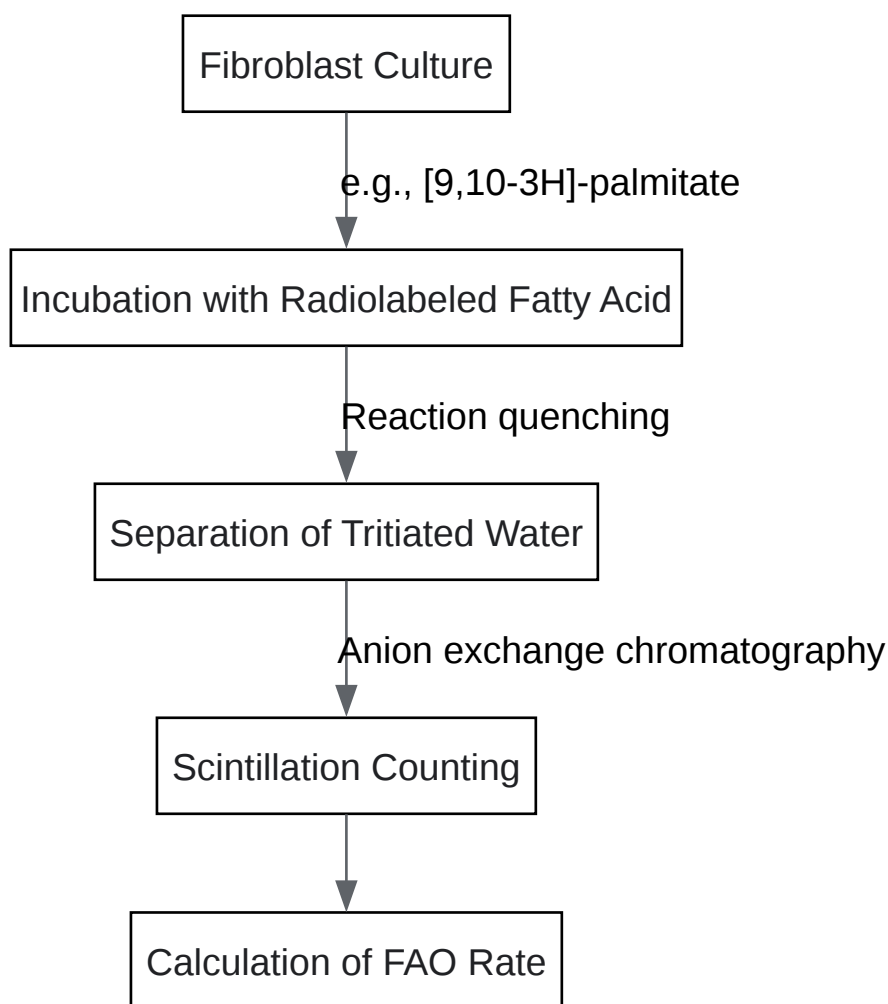 Fibroblast Culture
e.g., [9,10-3H]-palmitate
Incubation with Radiolabeled Fatty Acid
Reaction quenching
Separation of Tritiated Water
Anion exchange chromatography
Scintillation Counting
Calculation of FAO Rate